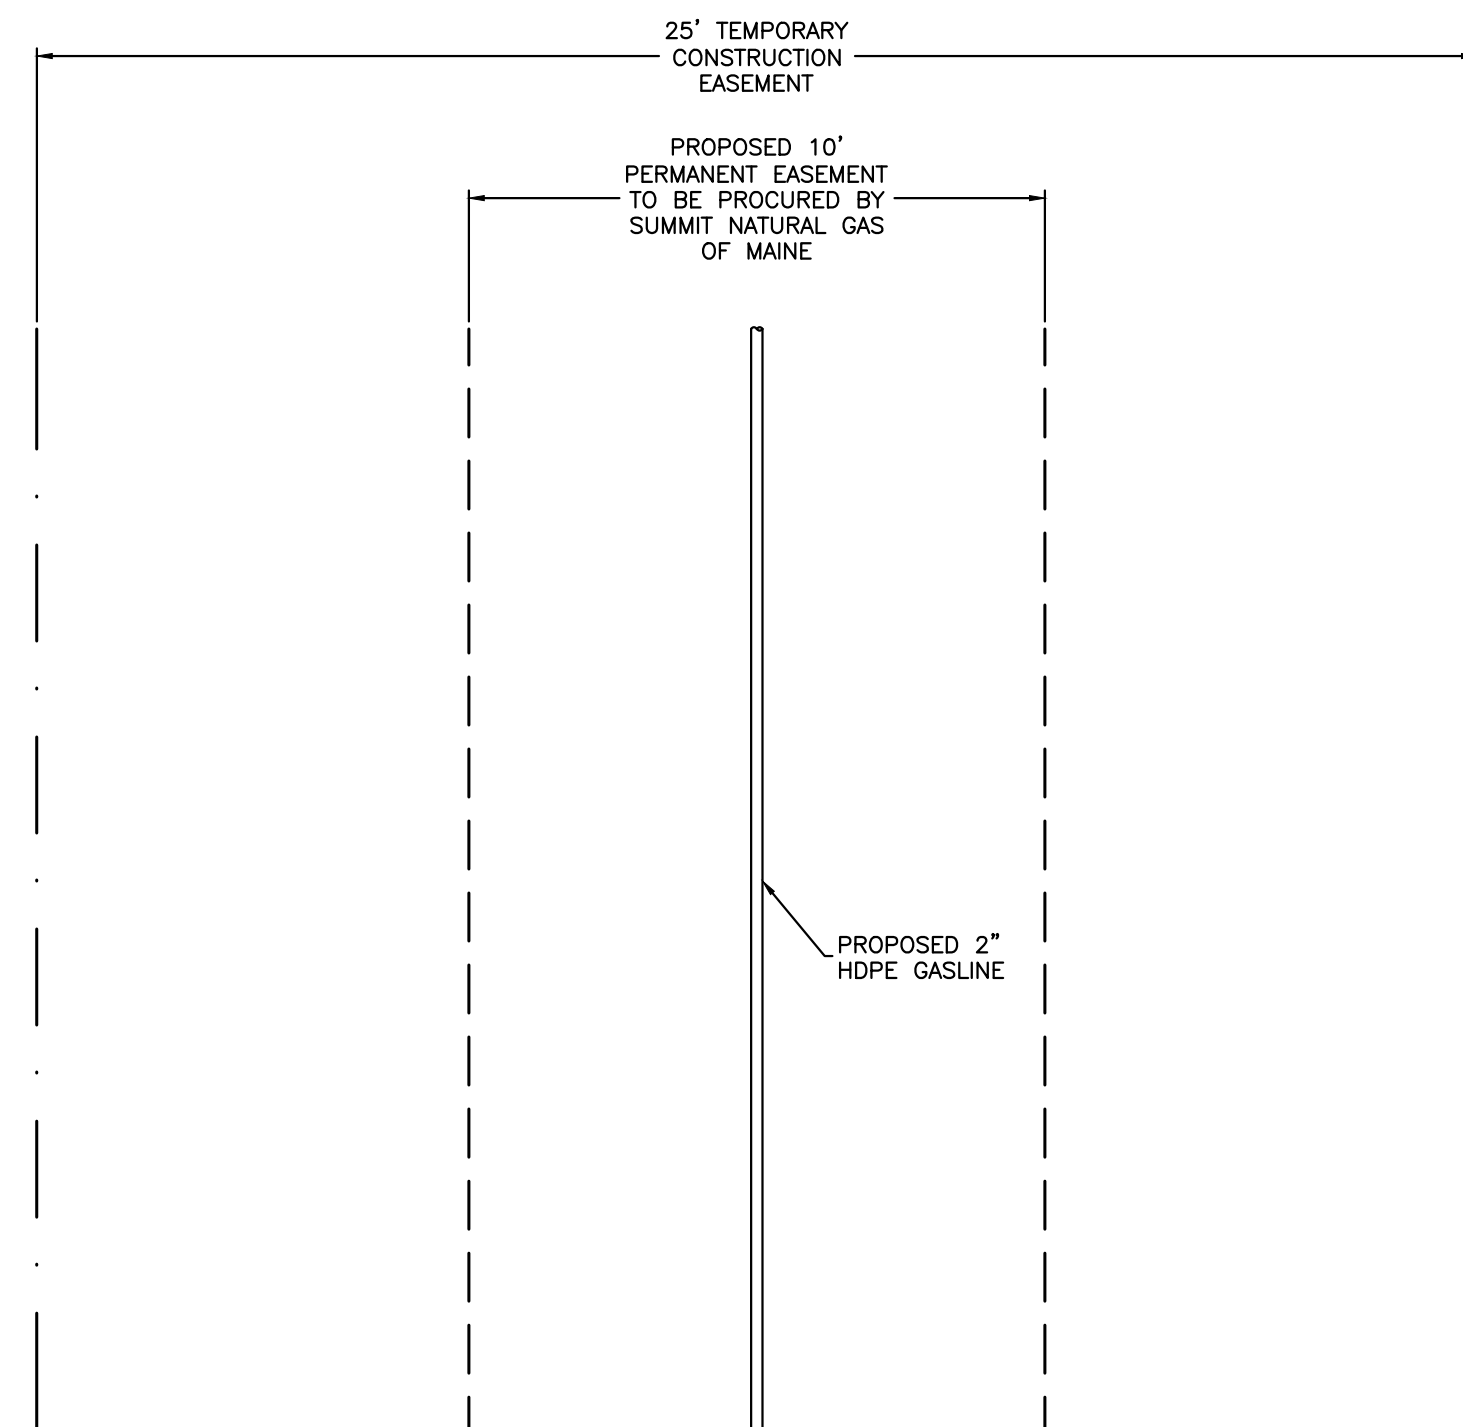 25' TEMPORARY
CONSTRUCTION
EASEMENT
PROPOSED 10'
PERMANENT EASEMENT
TO BE PROCURED BY
SUMMIT NATURAL GAS
OF MAINE
PROPOSED 2"
HDPE GASLINE